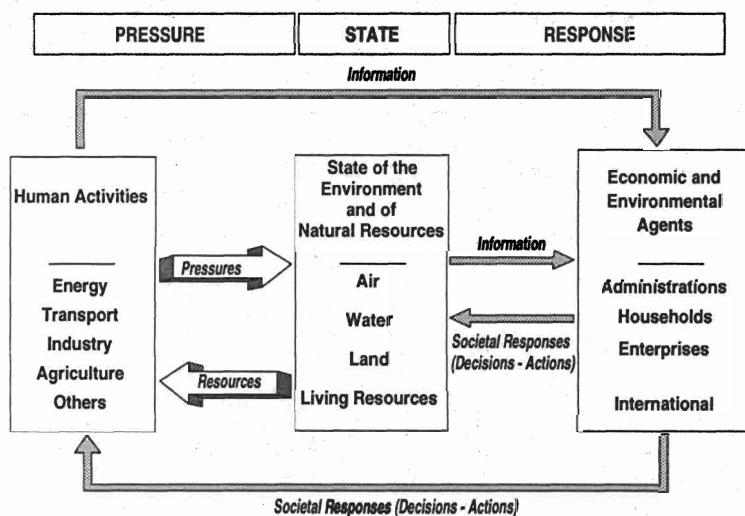 PRESSURE
STATE
RESPONSE
Information
Human Activities
Energy
Transport
Industry
Agriculture
Others
Pressures
Resources
State of the
Environment
and of
Natural Resources
Air
Water
Land
Living Resources
Information
Societal Responses
(Decisions - Actions)
Economic and
Environmental
Agents
Administrations
Households
Enterprises
International
Societal Responses (Decisions - Actions)